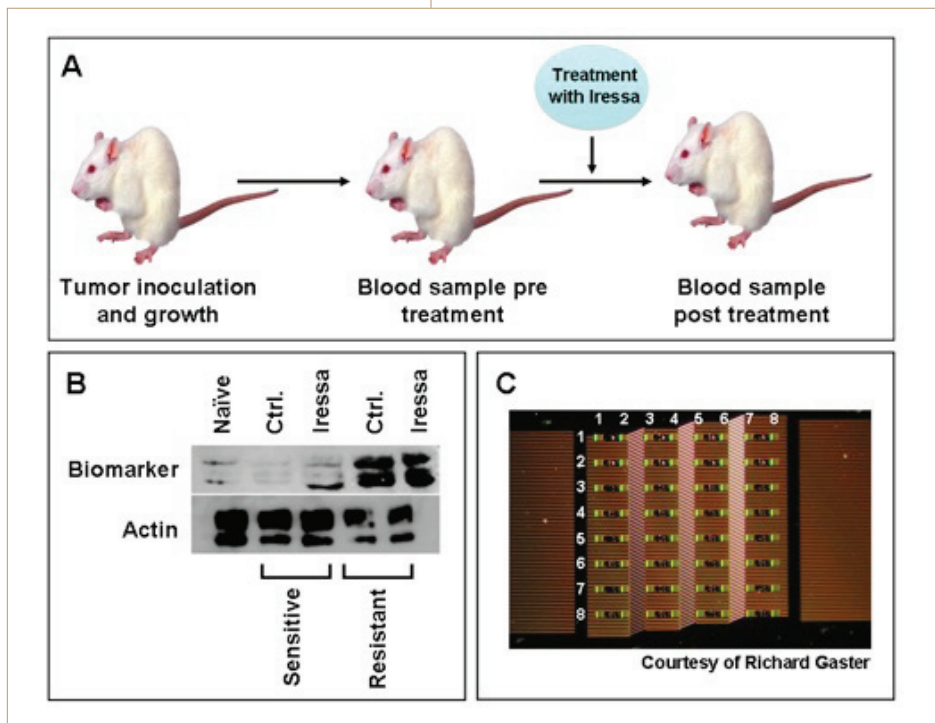 A
Treatment
with Iressa
Tumor inoculation
and growth
Blood sample pre
treatment
Blood sample
post treatment
B
Naïve
Ctrl.
Iressa
Ctrl.
Iressa
Biomarker
Actin
Sensitive
Resistant
C
1 2 3 4 5 6 7 8
1
2
3
4
5
6
7
8
Courtesy of Richard Gaster